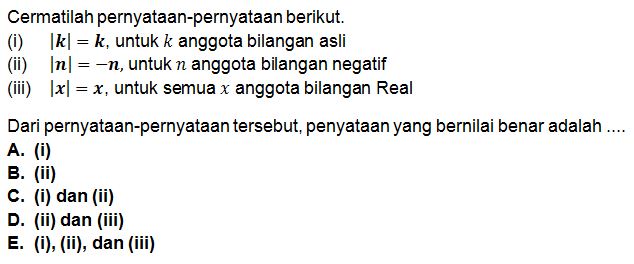 Cermatilah pernyataan-pernyataan berikut.
(i) |k| = k, untuk k anggota bilangan asli
(ii) |n| = −n, untuk n anggota bilangan negatif
(iii) |x| = x, untuk semua x anggota bilangan Real
Dari pernyataan-pernyataan tersebut, penyataan yang bernilai benar adalah ....
A. (i)
B. (ii)
C. (i) dan (ii)
D. (ii) dan (iii)
E. (i), (ii), dan (iii)